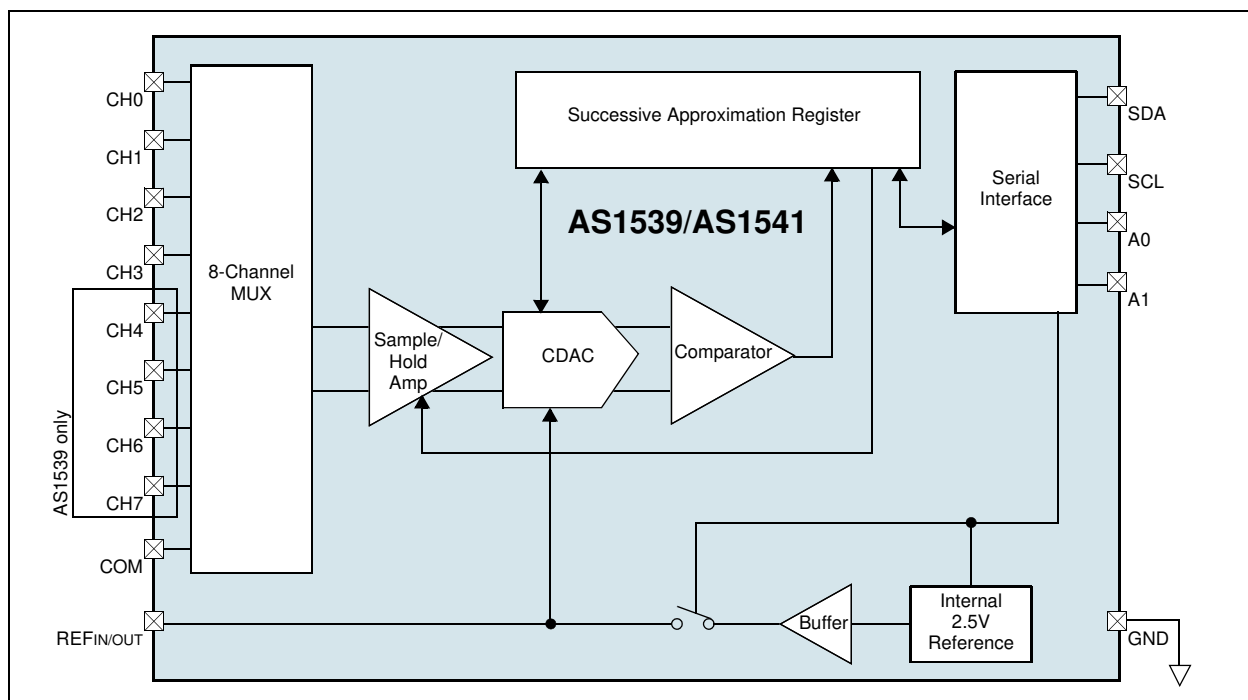 CH0
CH1
CH2
CH3
CH4
CH5
CH6
CH7
AS1539 only
COM
REFIN/OUT
8-Channel
MUX
Successive Approximation Register
AS1539/AS1541
Sample/
Hold
Amp
CDAC
Comparator
Serial
Interface
SDA
SCL
A0
A1
Buffer
Internal
2.5V
Reference
GND